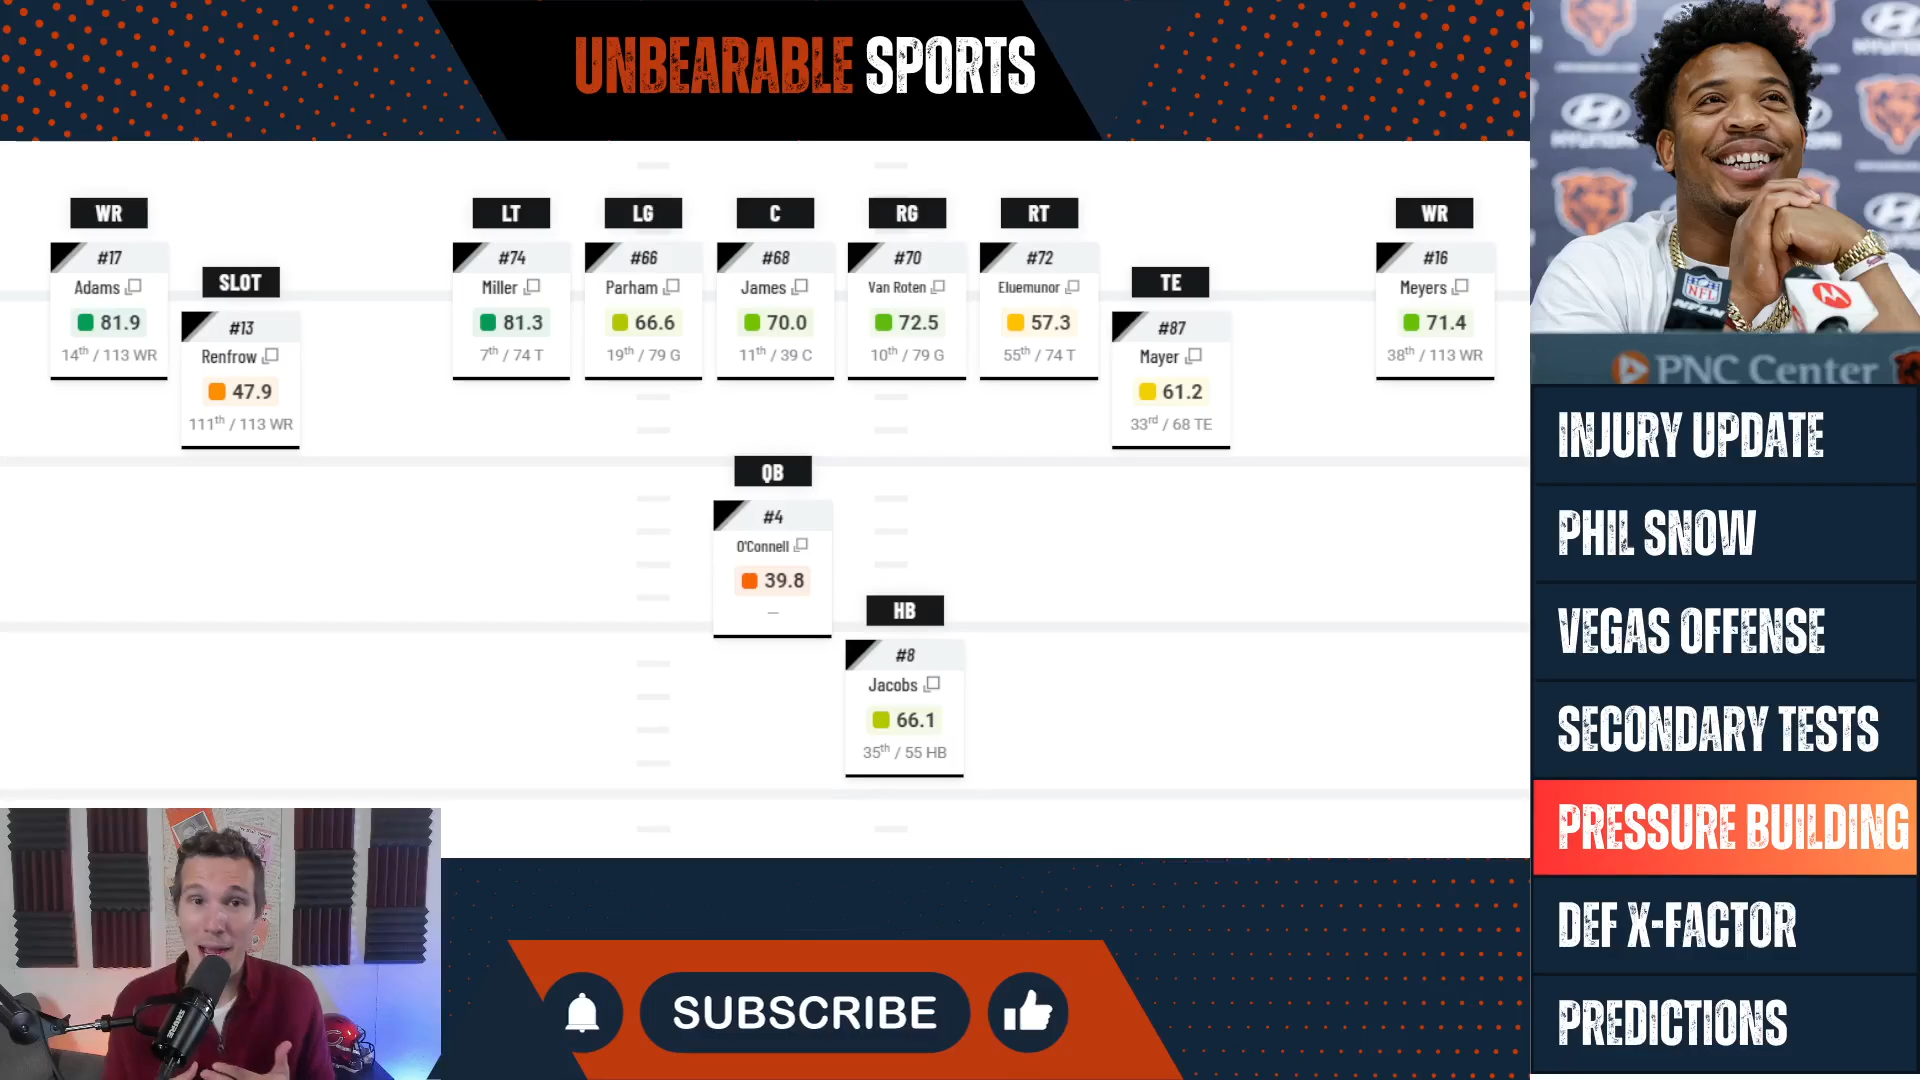 UNBEARABLE SPORTS
WR
#17
Adams
81.9
14th / 113 WR
SLOT
#13
Renfrow
47.9
111th / 113 WR
LT
#74
Miller
81.3
7th / 74 T
LG
#66
Parham
66.6
19th / 79 G
C
#68
James
70.0
11th / 39 C
RG
#70
Van Roten
72.5
10th / 79 G
RT
#72
Eluemunor
57.3
55th / 74 T
TE
#87
Mayer
61.2
33rd / 68 TE
WR
#16
Meyers
71.4
38th / 113 WR
QB
#4
O'Connell
39.8
—
HB
#8
Jacobs
66.1
35th / 55 HB
NFL
PNC Center
INJURY UPDATE
PHIL SNOW
VEGAS OFFENSE
SECONDARY TESTS
PRESSURE BUILDING
DEF X-FACTOR
PREDICTIONS
SHURE
SUBSCRIBE